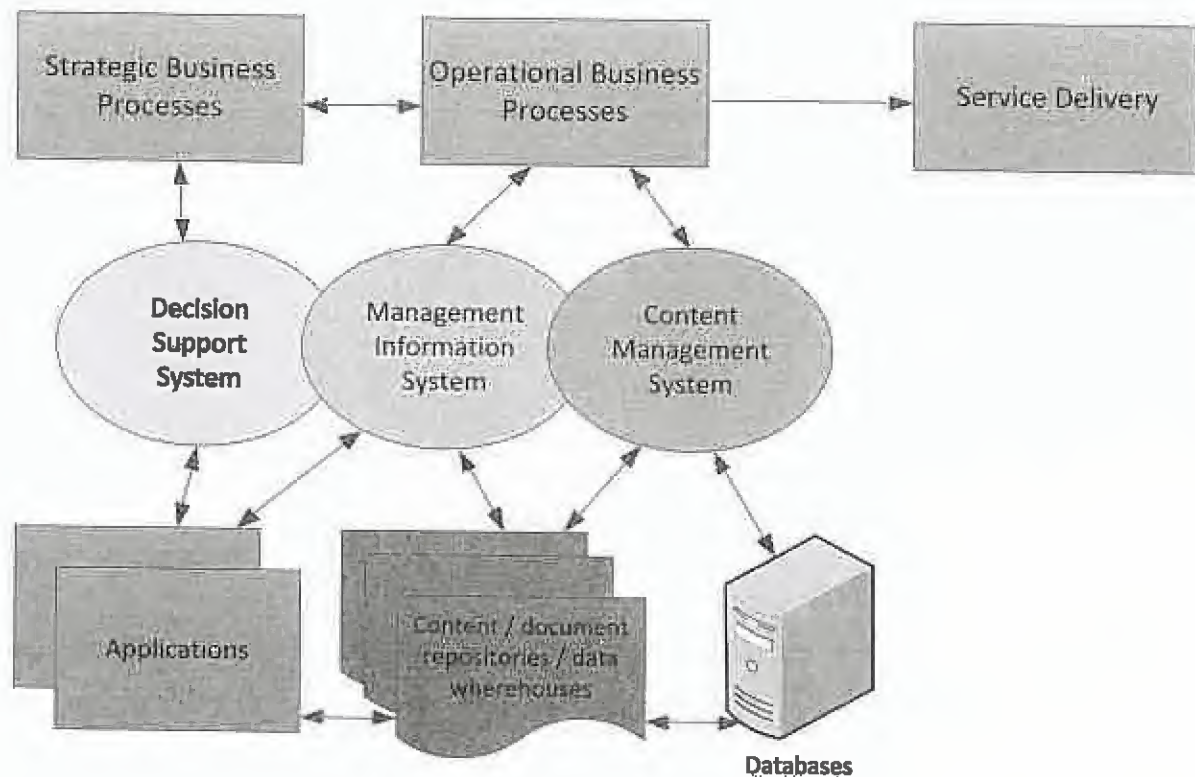 Strategic Business
Processes
Operational Business
Processes
Service Delivery
Decision
Support
System
Management
Information
System
Content
Management
System
Applications
Content / document
repositories / data
wherehouses
Databases